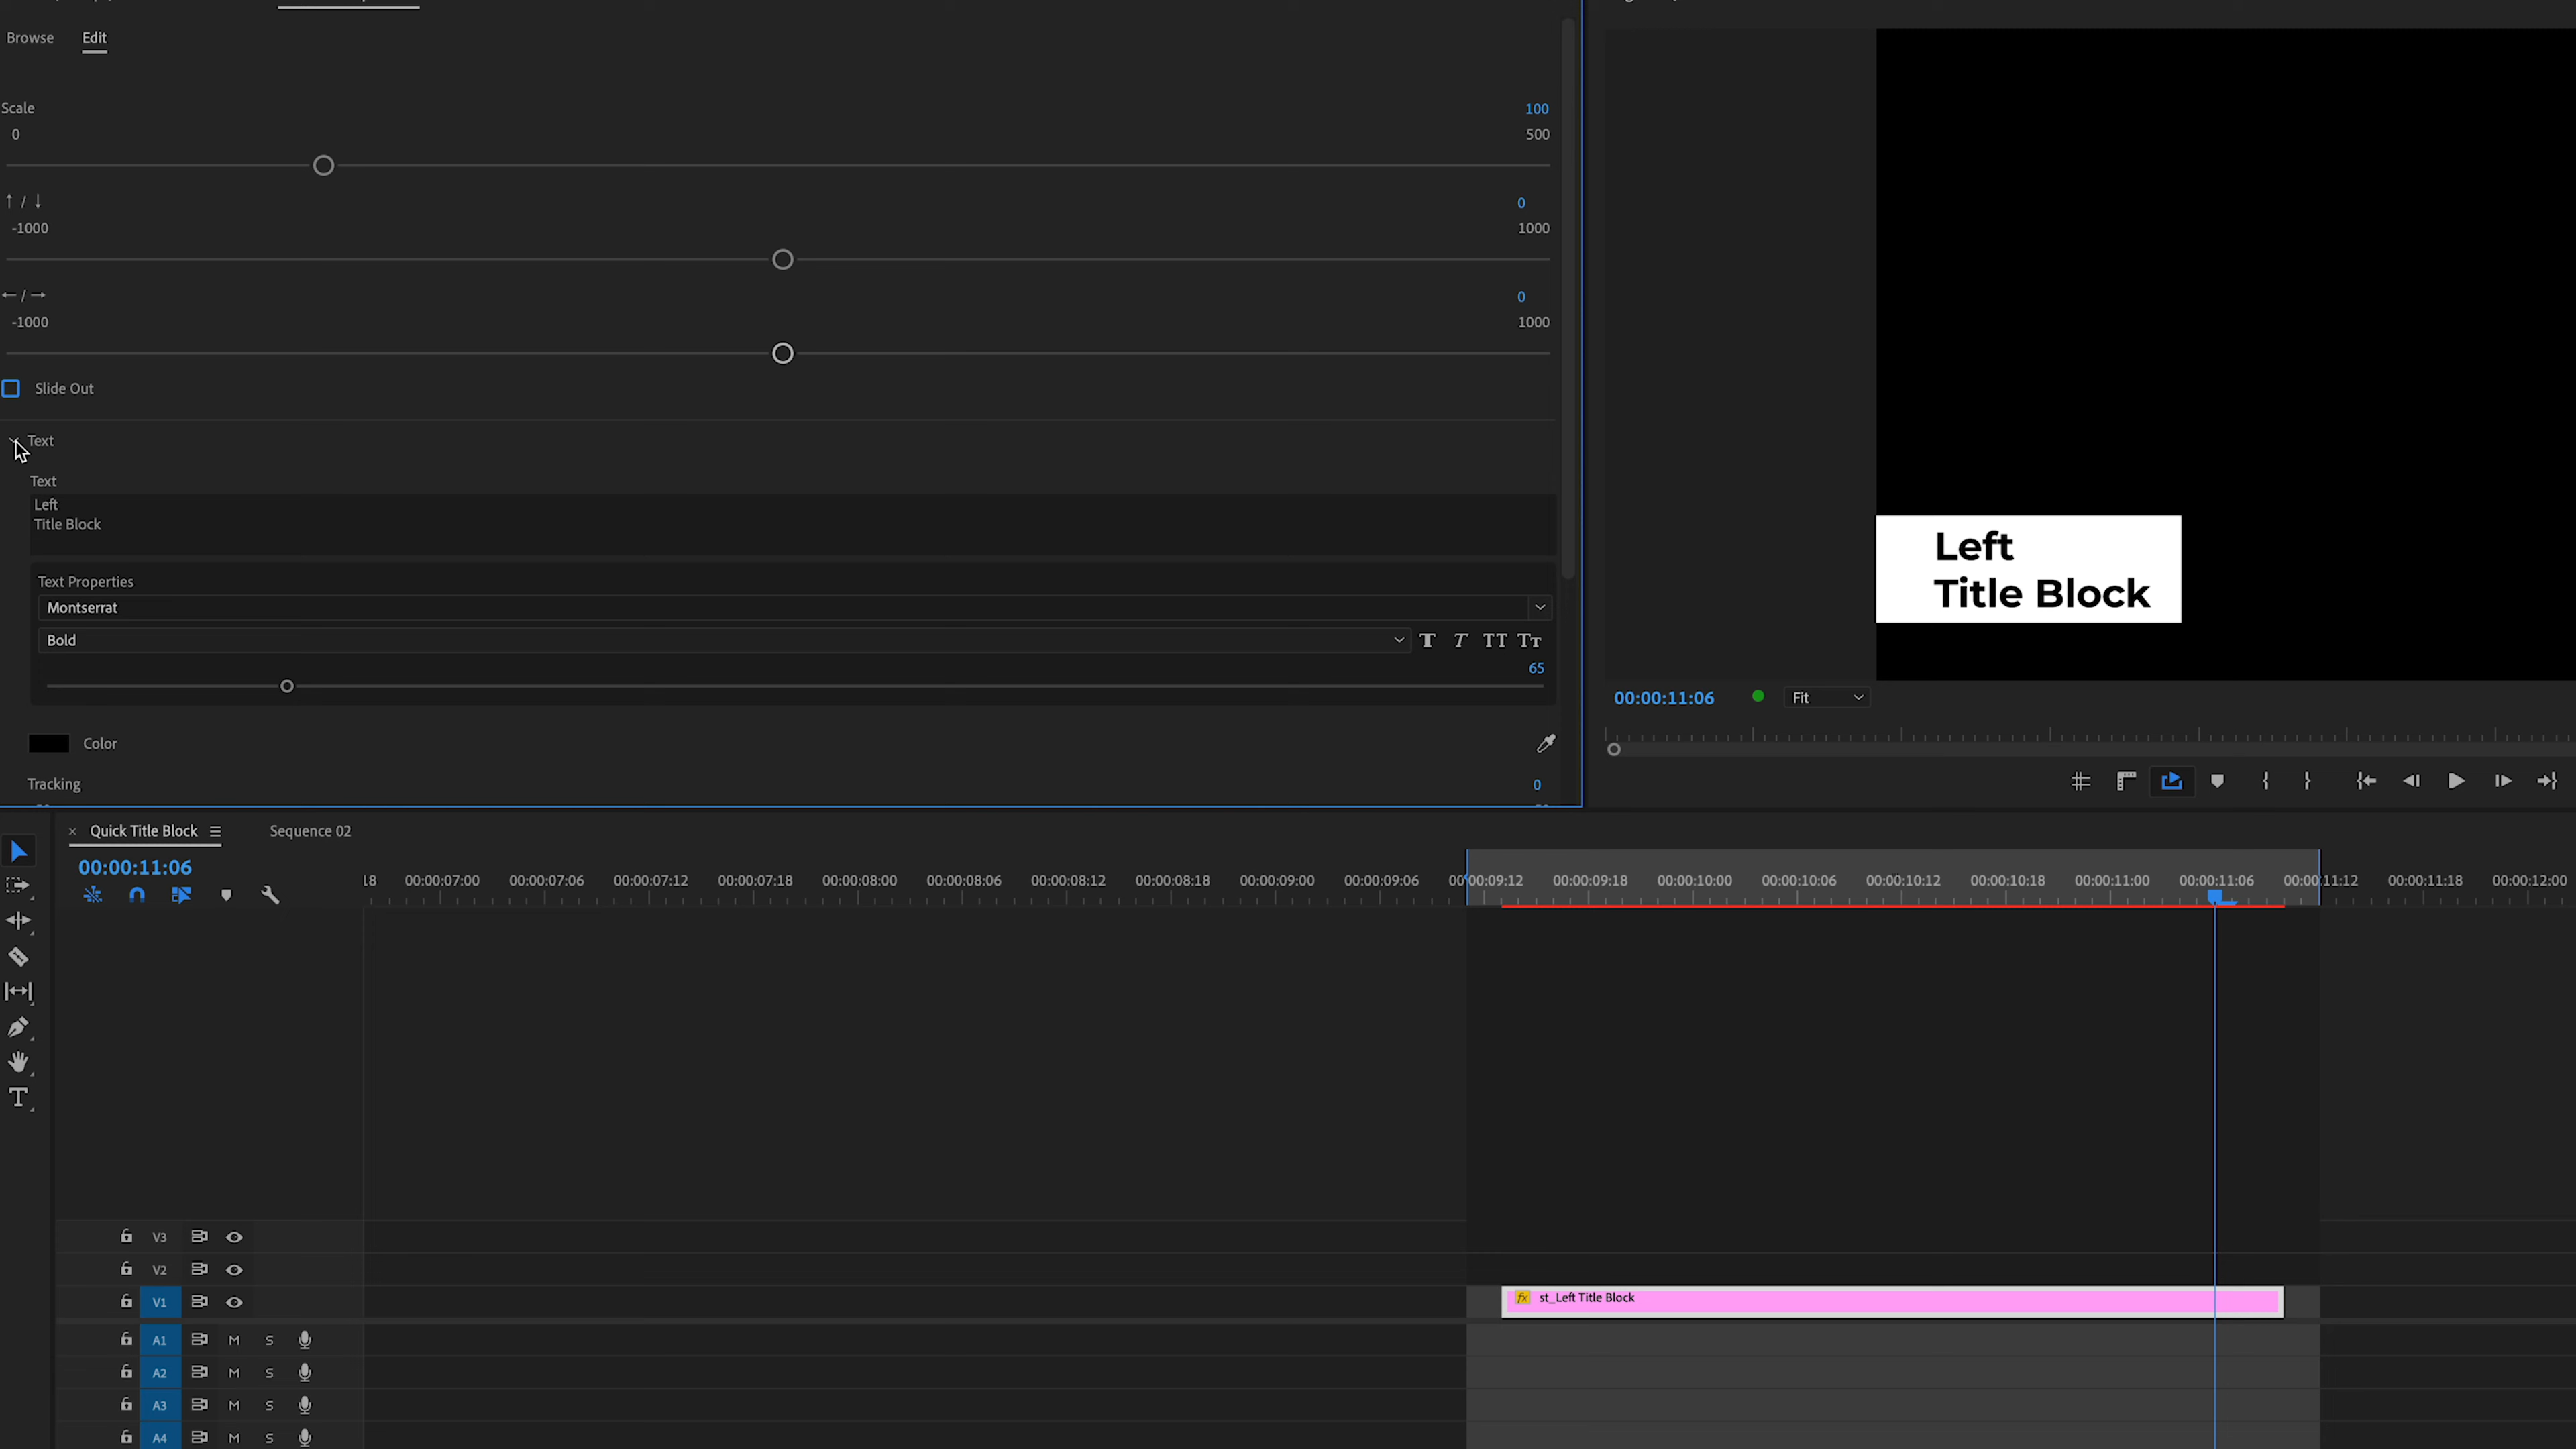 Browse Edit
Scale 100
0 500
↑ / ↓ 0
-1000 1000
← / → 0
-1000 1000
Slide Out
Text
Text
Left
Title Block
Text Properties
Montserrat
Bold T T TT Tт
65
Color
Tracking 0
Left
Title Block
00:00:11:06 Fit
× Quick Title Block Sequence 02
00:00:11:06
18 00:00:07:00 00:00:07:06 00:00:07:12 00:00:07:18 00:00:08:00 00:00:08:06 00:00:08:12 00:00:08:18 00:00:09:00 00:00:09:06 00:00:09:12 00:00:09:18 00:00:10:00 00:00:10:06 00:00:10:12 00:00:10:18 00:00:11:00 00:00:11:06 00:00:11:12 00:00:11:18 00:00:12:00
T
V3
V2
V1 fx st_Left Title Block
A1 M S
A2 M S
A3 M S
A4 M S